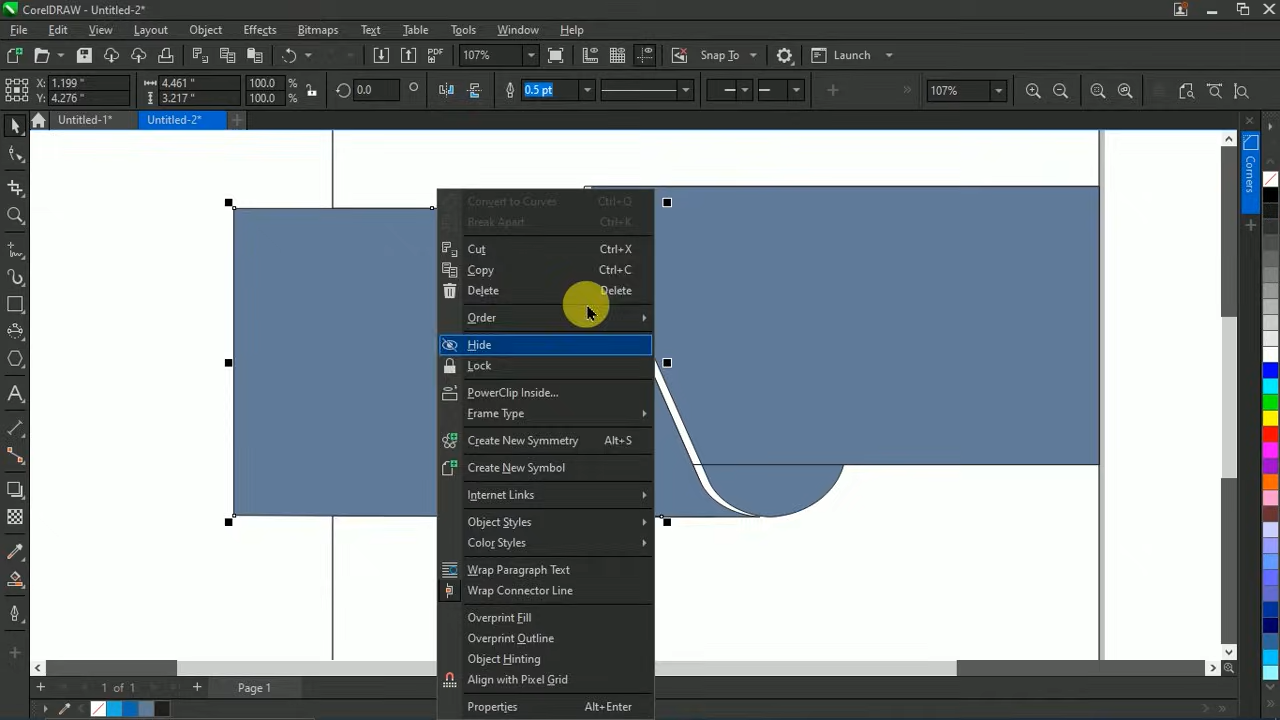 CorelDRAW - Untitled-2*
File Edit View Layout Object Effects Bitmaps Text Table Tools Window Help
PDF 107% Snap To Launch
X: 1.199 " 4.461 " 100.0 % 0.0 0.5 pt 107%
Y: 4.276 " 3.217 " 100.0 %
Untitled-1* Untitled-2*
Corners
Convert to Curves Ctrl+Q
Break Apart Ctrl+K
Cut Ctrl+X
Copy Ctrl+C
Delete Delete
Order
Hide
Lock
PowerClip Inside...
Frame Type
Create New Symmetry Alt+S
Create New Symbol
Internet Links
Object Styles
Color Styles
Wrap Paragraph Text
Wrap Connector Line
Overprint Fill
Overprint Outline
Object Hinting
Align with Pixel Grid
Properties Alt+Enter
1 of 1 Page 1